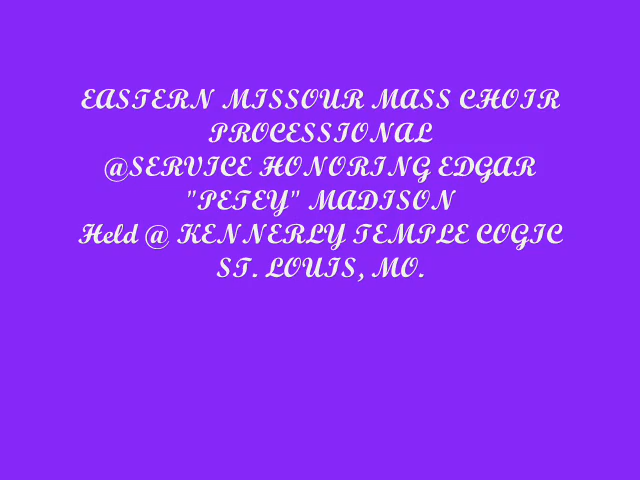 EASTERN MISSOUR MASS CHOIR
PROCESSIONAL
@SERVICE HONORING EDGAR
"PETEY" MADISON
Held @ KENNERLY TEMPLE COGIC
ST. LOUIS, MO.